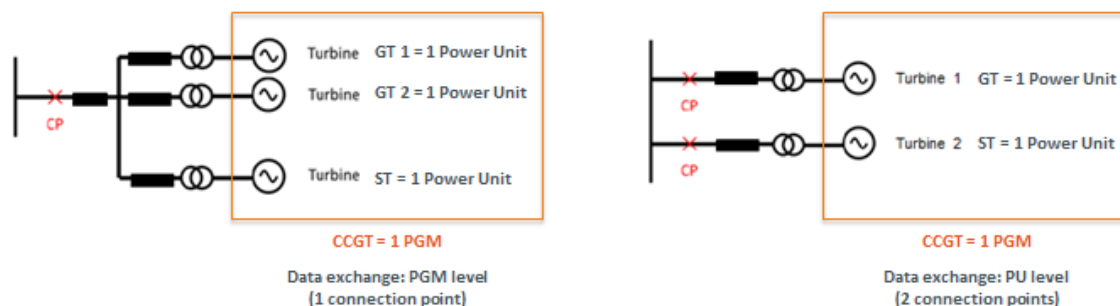 Turbine GT 1 = 1 Power Unit
Turbine GT 2 = 1 Power Unit
CP
Turbine ST = 1 Power Unit
CCGT = 1 PGM
Data exchange: PGM level
(1 connection point)
Turbine 1 GT = 1 Power Unit
CP
Turbine 2 ST = 1 Power Unit
CP
CCGT = 1 PGM
Data exchange: PU level
(2 connection points)